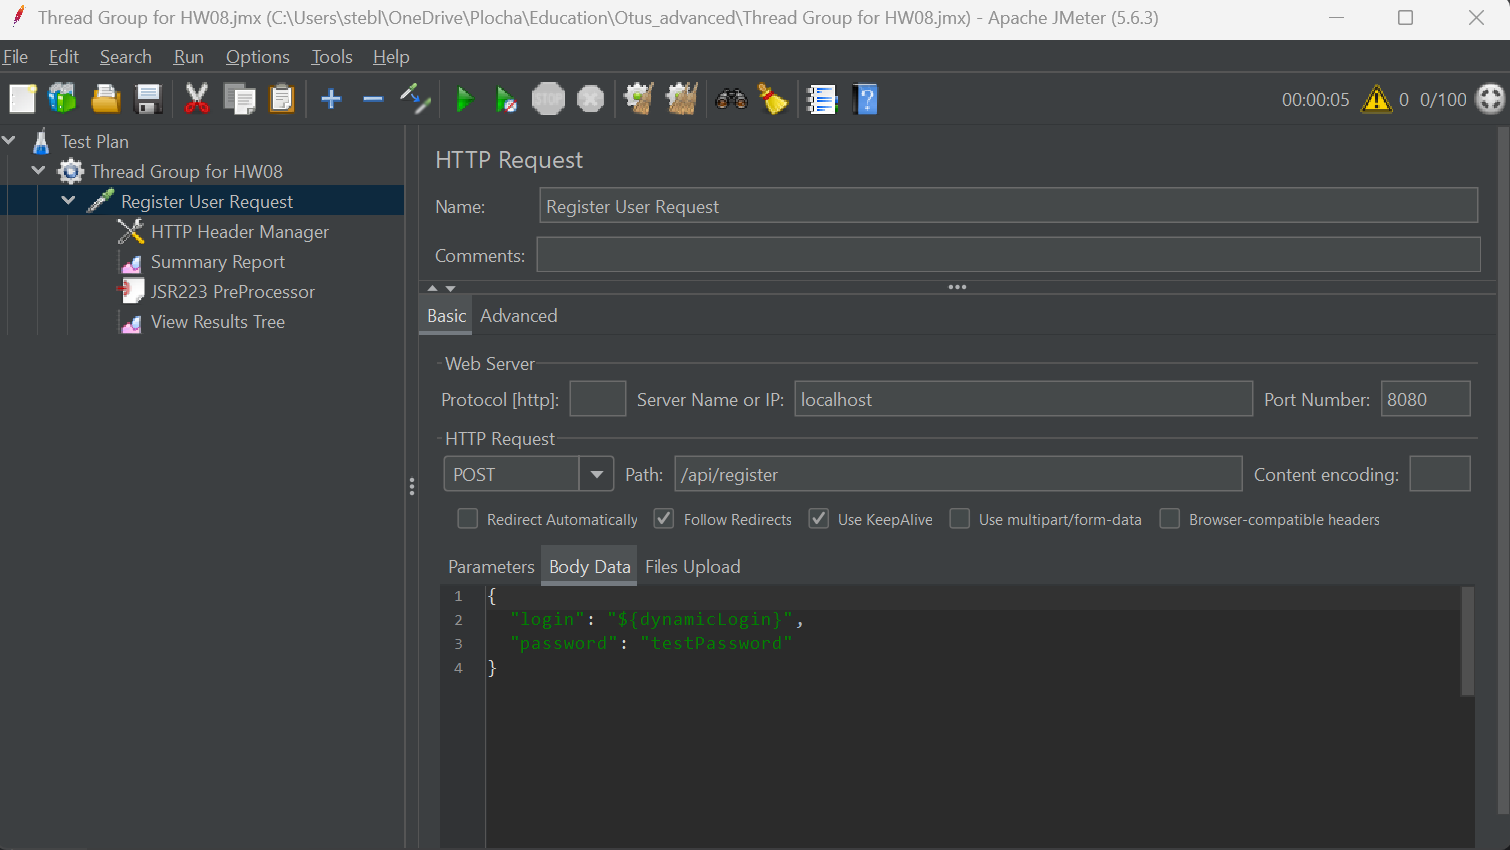 Thread Group for HW08.jmx (C:\Users\stebl\OneDrive\Plocha\Education\Otus_advanced\Thread Group for HW08.jmx) - Apache JMeter (5.6.3)
File Edit Search Run Options Tools Help
STOP
00:00:05 0 0/100
Test Plan
Thread Group for HW08
Register User Request
HTTP Header Manager
Summary Report
JSR223 PreProcessor
View Results Tree
HTTP Request
Name: Register User Request
Comments:
Basic Advanced
Web Server
Protocol [http]: Server Name or IP: localhost Port Number: 8080
HTTP Request
POST Path: /api/register Content encoding:
Redirect Automatically Follow Redirects Use KeepAlive Use multipart/form-data Browser-compatible headers
Parameters Body Data Files Upload
1 {
2 "login": "${dynamicLogin}",
3 "password": "testPassword"
4 }